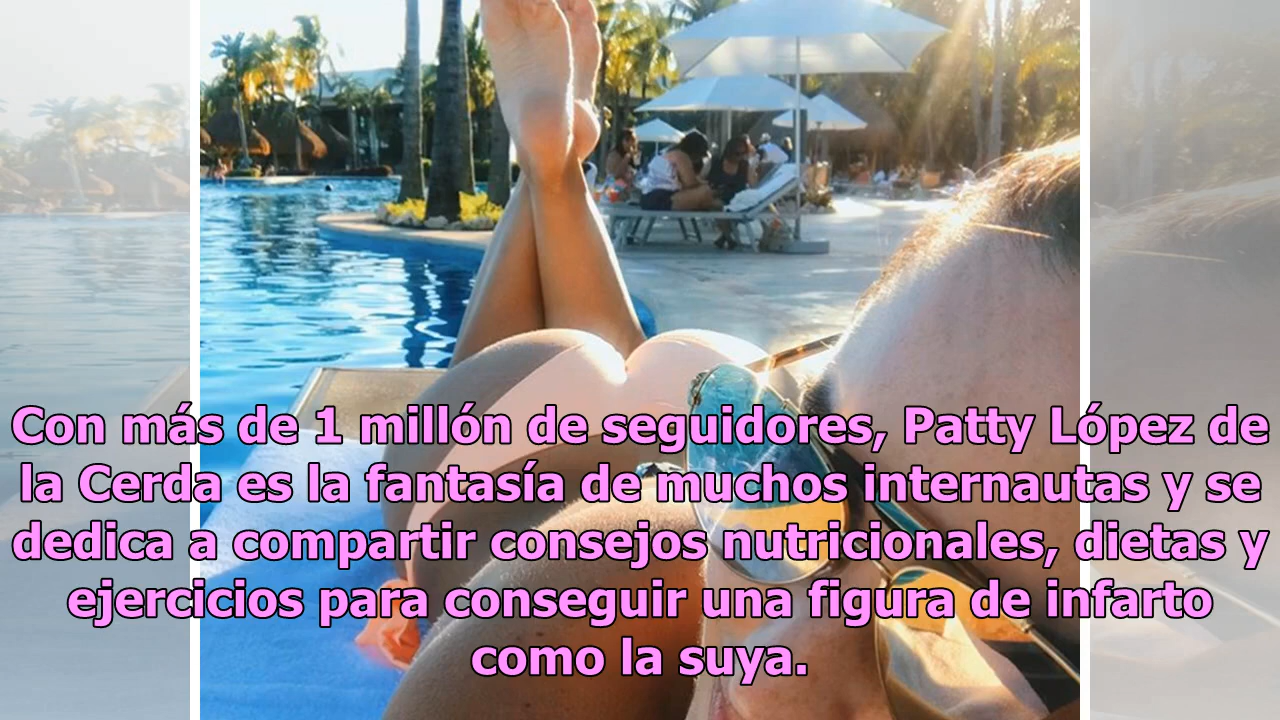 Con más de 1 millón de seguidores, Patty López de
la Cerda es la fantasía de muchos internautas y se
dedica a compartir consejos nutricionales, dietas y
ejercicios para conseguir una figura de infarto
como la suya.